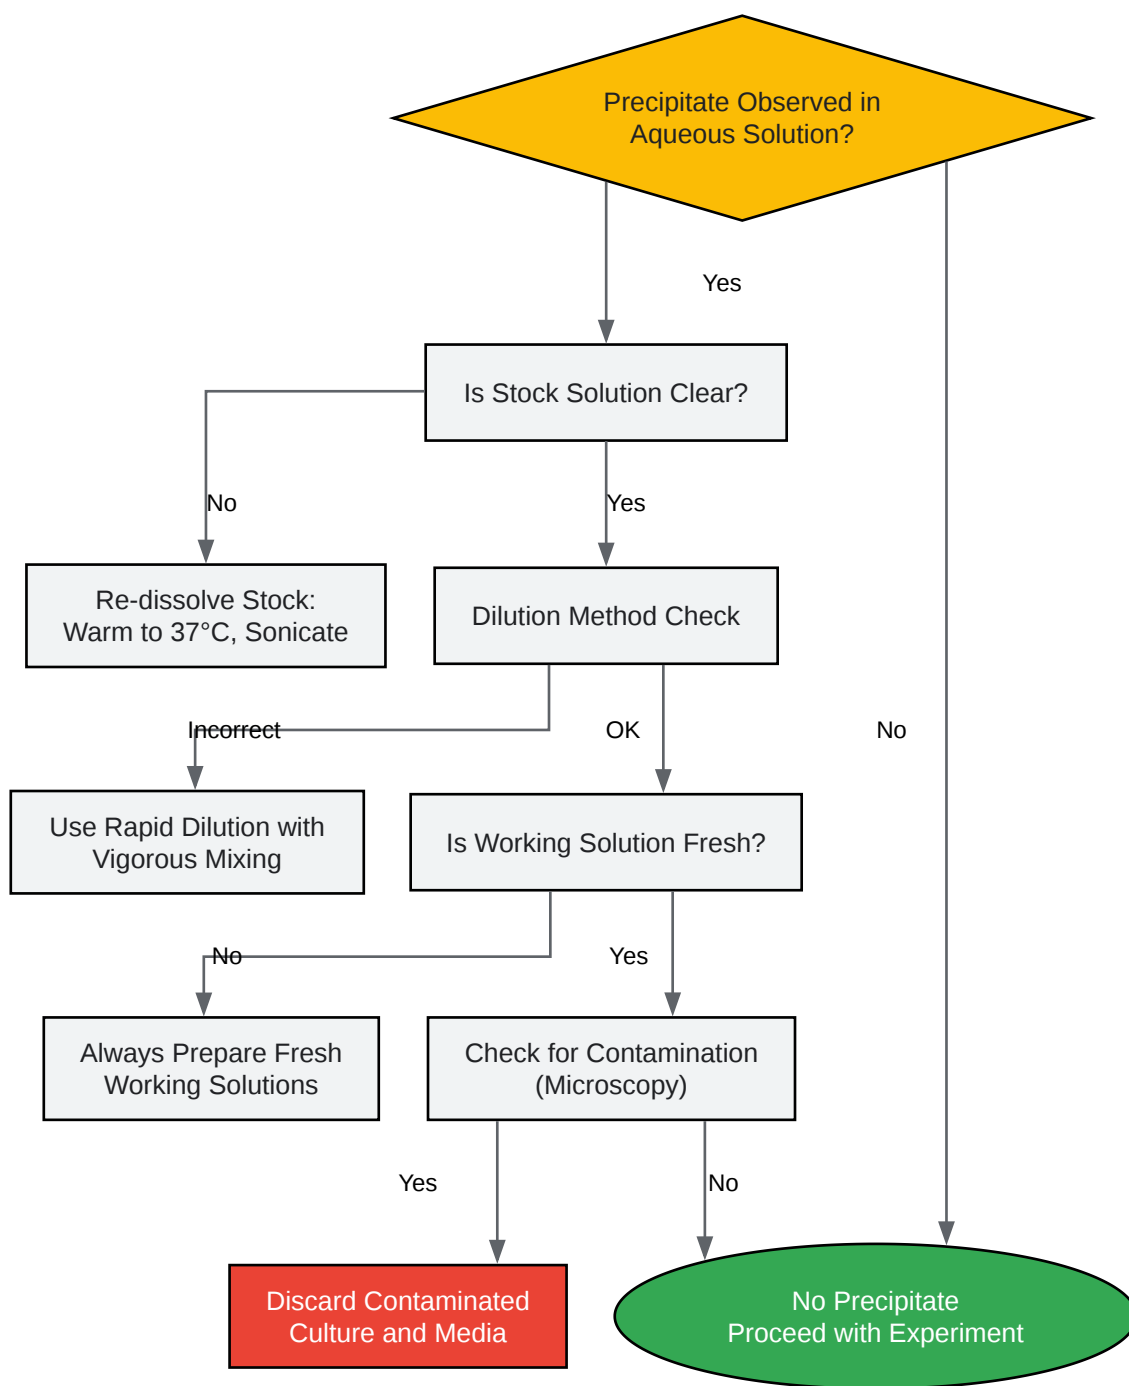 Precipitate Observed in
Aqueous Solution?
Yes
Is Stock Solution Clear?
No
Yes
Re-dissolve Stock:
Warm to 37°C, Sonicate
Dilution Method Check
Incorrect
OK
No
Use Rapid Dilution with
Vigorous Mixing
Is Working Solution Fresh?
No
Yes
Always Prepare Fresh
Working Solutions
Check for Contamination
(Microscopy)
Yes
No
Discard Contaminated
Culture and Media
No Precipitate
Proceed with Experiment